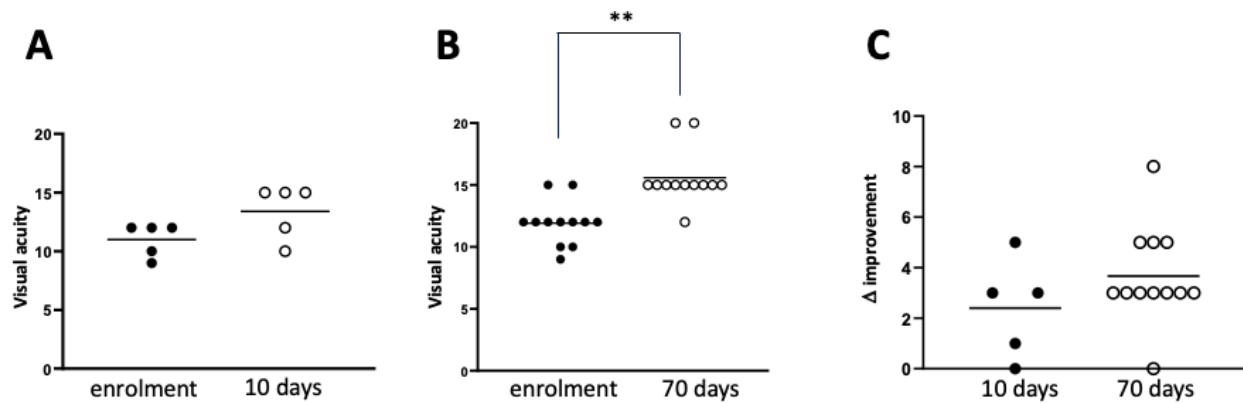 A
Visual acuity
20
15
10
5
0
enrolment 10 days
B
**
Visual acuity
20
15
10
5
0
enrolment 70 days
C
Δ improvement
10
8
6
4
2
0
10 days 70 days